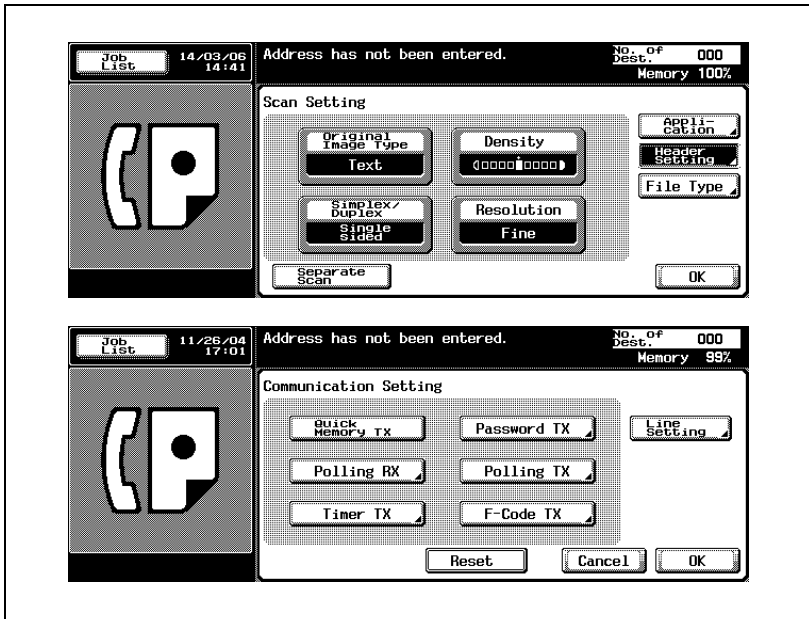 Job List
14/03/06
14:41
Address has not been entered.
No. of Dest.
000
Memory 100%
Scan Setting
Original Image Type
Text
Density
Simplex/Duplex
Single sided
Resolution
Fine
Appli-cation
Header Setting
File Type
Separate Scan
OK
Job List
11/26/04
17:01
Address has not been entered.
No. of Dest.
000
Memory 99%
Communication Setting
Quick Memory TX
Password TX
Line Setting
Polling RX
Polling TX
Timer TX
F-Code TX
Reset
Cancel
OK